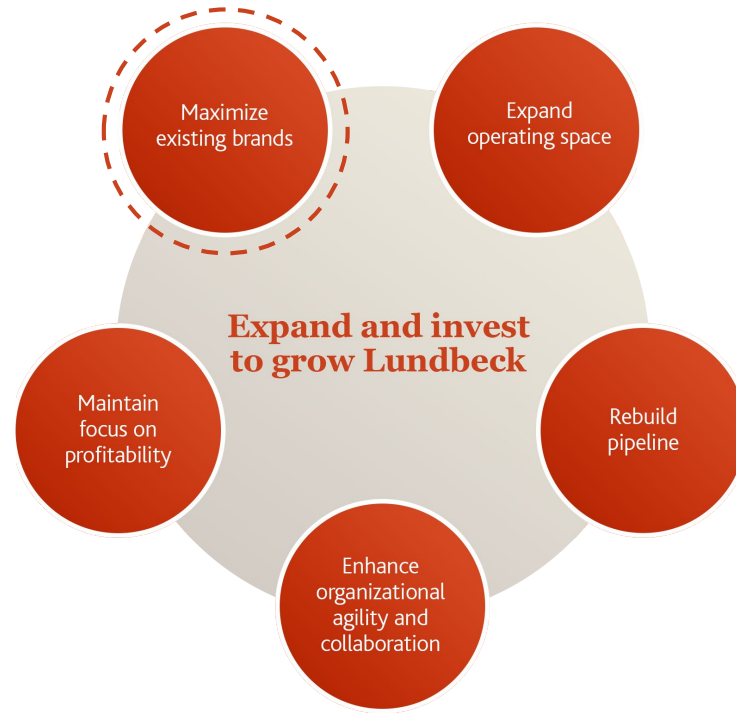 Maximize
existing brands
Expand
operating space
Expand and invest
to grow Lundbeck
Maintain
focus on
profitability
Rebuild
pipeline
Enhance
organizational
agility and
collaboration